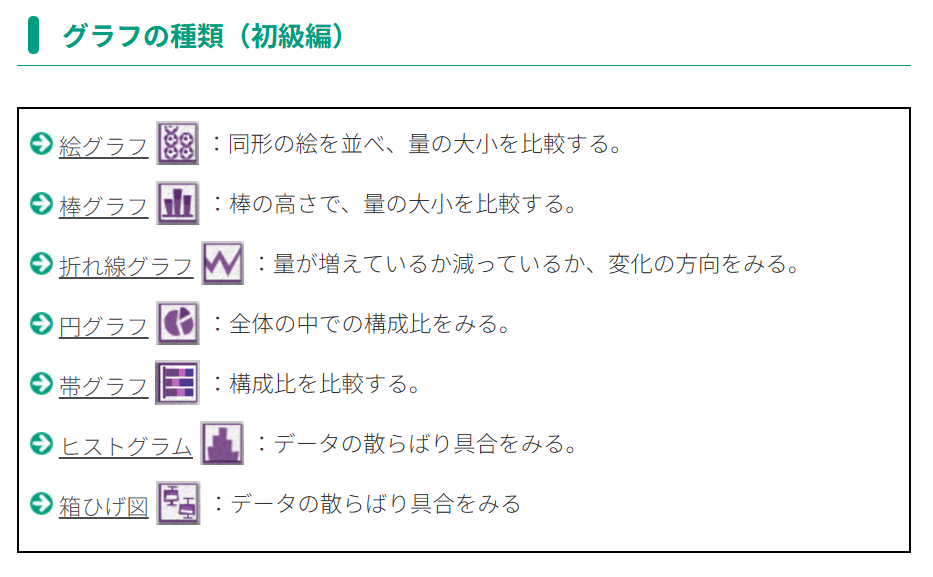 グラフの種類（初級編）
絵グラフ ：同形の絵を並べ、量の大小を比較する。
棒グラフ ：棒の高さで、量の大小を比較する。
折れ線グラフ ：量が増えているか減っているか、変化の方向をみる。
円グラフ ：全体の中での構成比をみる。
帯グラフ ：構成比を比較する。
ヒストグラム ：データの散らばり具合をみる。
箱ひげ図 ：データの散らばり具合をみる